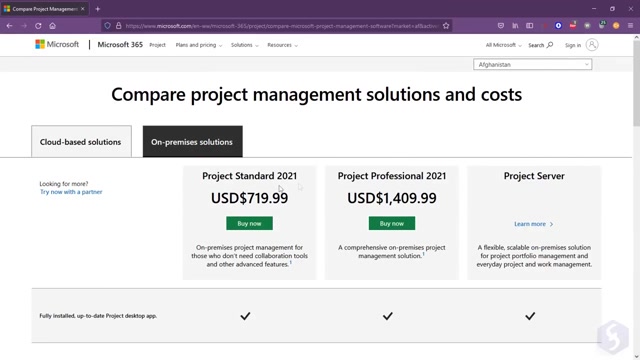 Compare Project Management
https://www.microsoft.com/en-ww/microsoft-365/project/compare-microsoft-project-management-software?market=af&activ
Microsoft
Microsoft 365
Project
Plans and pricing
Solutions
Resources
All Microsoft
Search
Sign in
Afghanistan
Compare project management solutions and costs
Cloud-based solutions
On-premises solutions
Looking for more?
Try now with a partner
Project Standard 2021
USD$719.99
Buy now
On-premises project management for
those who don't need collaboration tools
and other advanced features.1
Project Professional 2021
USD$1,409.99
Buy now
A comprehensive on-premises project
management solution.1
Project Server
Learn more
A flexible, scalable on-premises solution
for project portfolio management and
everyday project and work management.
Fully installed, up-to-date Project desktop app.